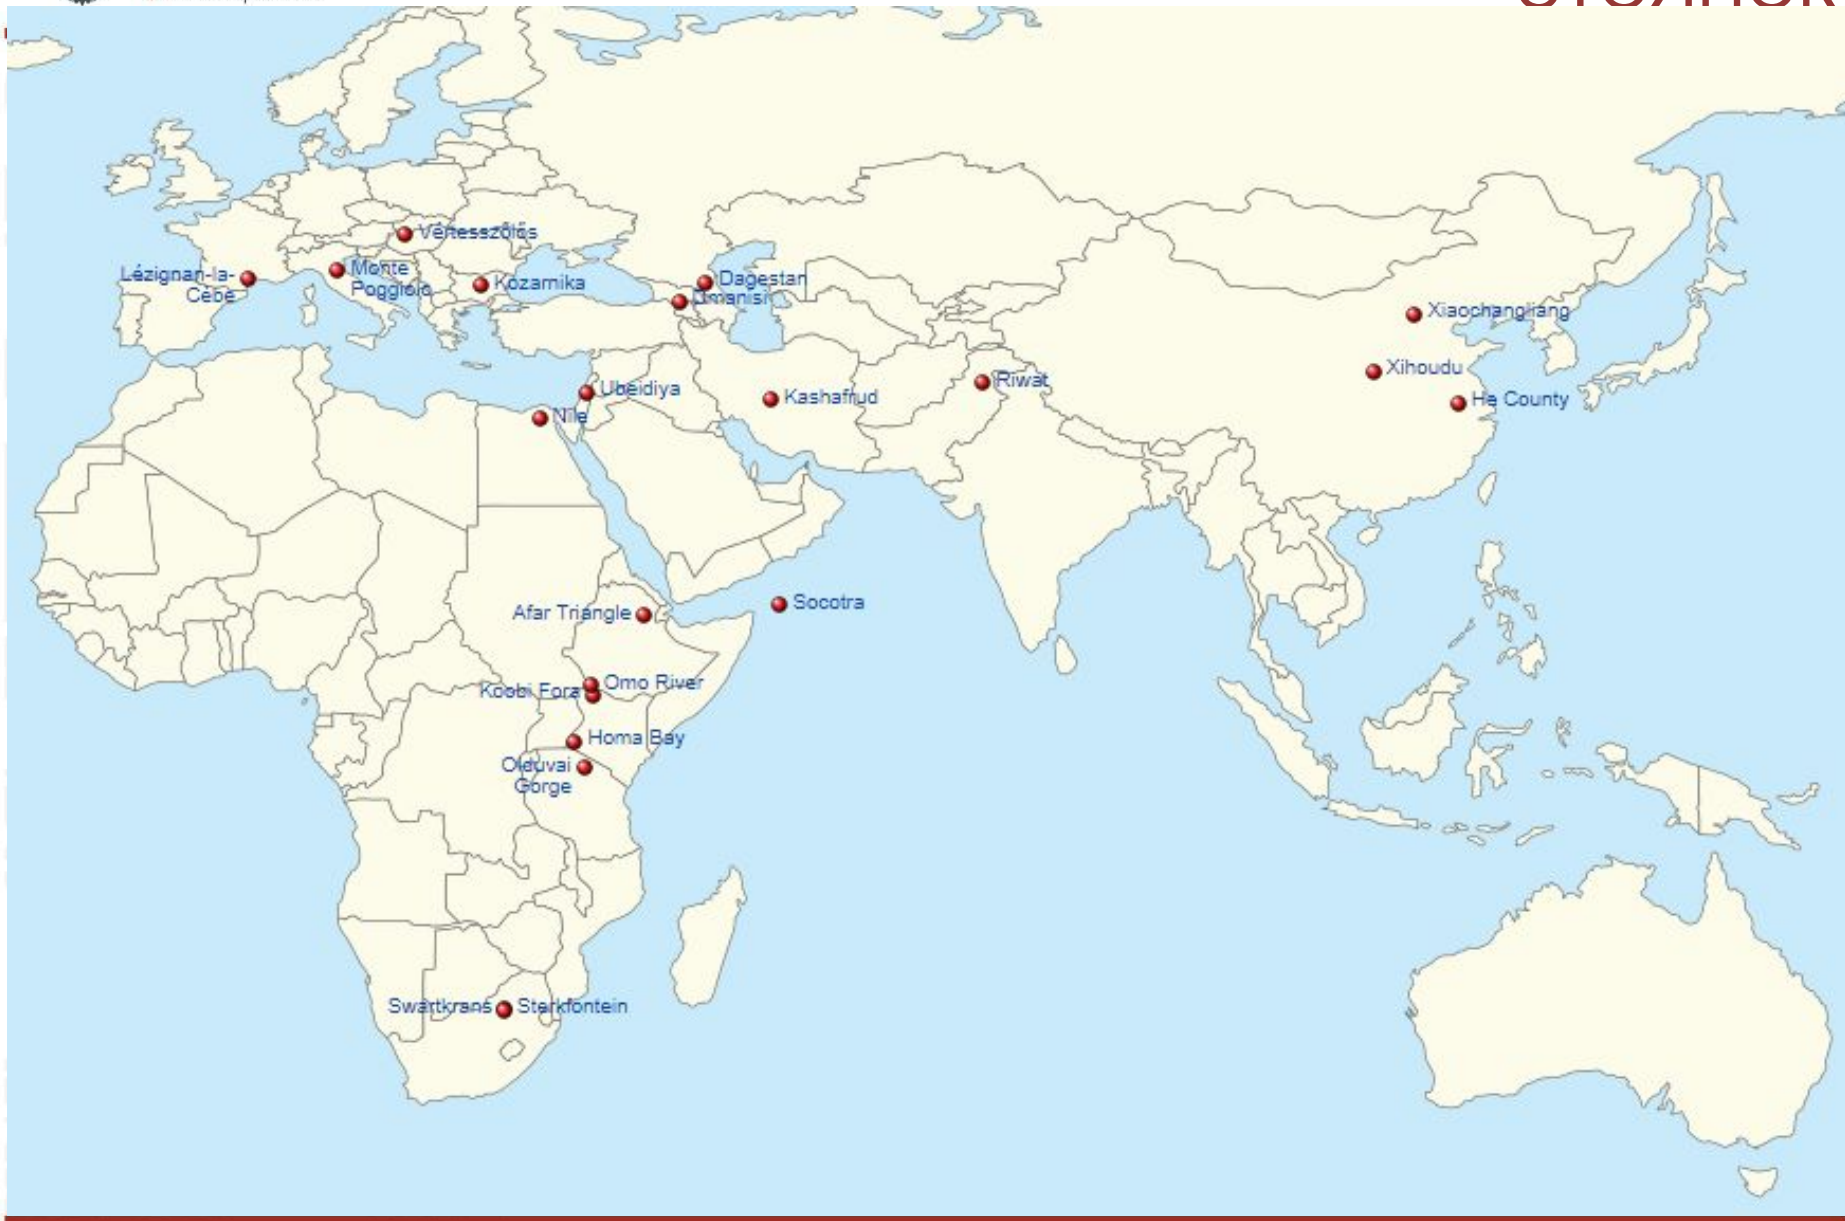 стоянок
Vértesszőlős
Lézignan-la-
Cèbe
Monte
Poggiolo
Kozarnika
Dagestan
Dmanisi
Xiaochangliang
Xihoudu
He County
Riwat
Kashafrud
Ubeidiya
Nile
Socotra
Afar Triangle
Omo River
Koobi Fora
Homa Bay
Olduvai
Gorge
Swartkrans
Sterkfontein